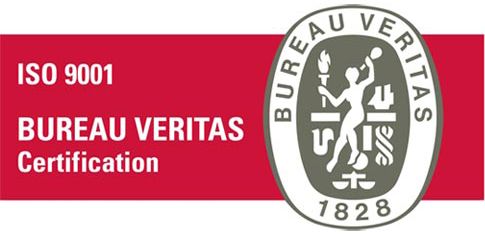 ISO 9001
BUREAU VERITAS
Certification
BUREAU VERITAS
1828